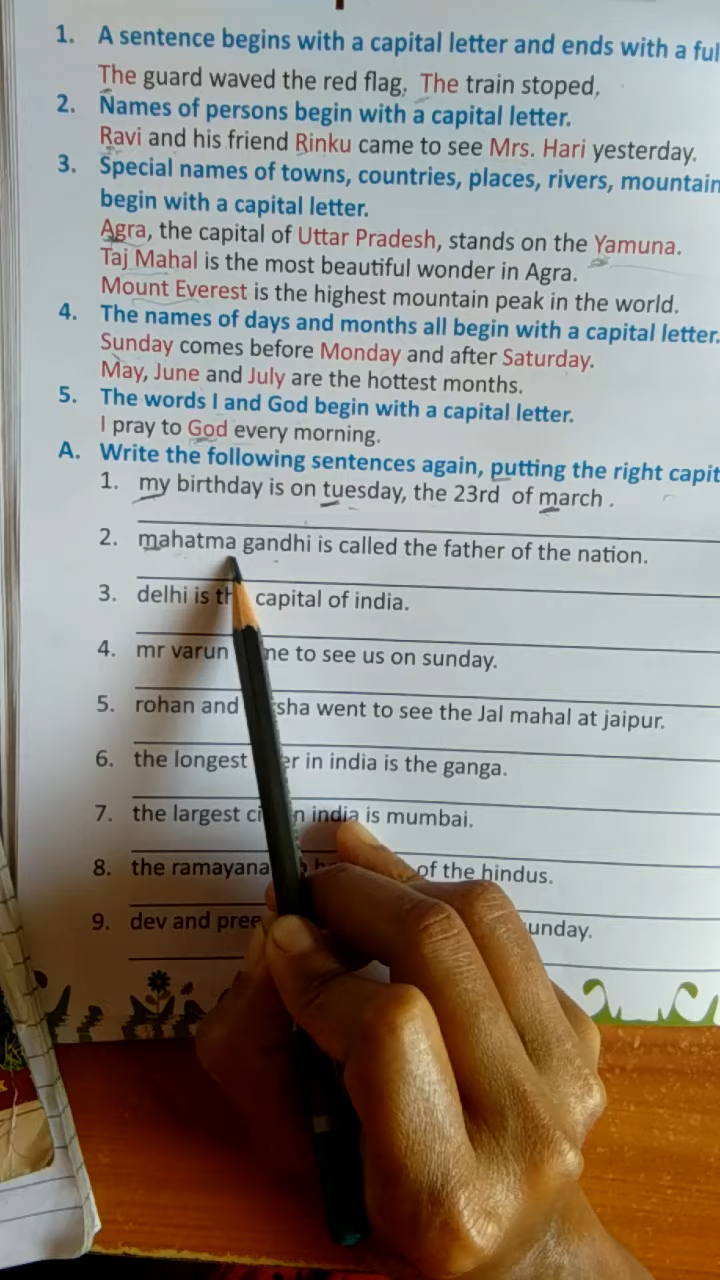 1. A sentence begins with a capital letter and ends with a ful
The guard waved the red flag, The train stoped,
2. Names of persons begin with a capital letter.
Ravi and his friend Rinku came to see Mrs. Hari yesterday.
3. Special names of towns, countries, places, rivers, mountain
begin with a capital letter.
Agra, the capital of Uttar Pradesh, stands on the Yamuna.
Taj Mahal is the most beautiful wonder in Agra.
Mount Everest is the highest mountain peak in the world.
4. The names of days and months all begin with a capital letter.
Sunday comes before Monday and after Saturday.
May, June and July are the hottest months.
5. The words I and God begin with a capital letter.
I pray to God every morning.
A. Write the following sentences again, putting the right capit
1. my birthday is on tuesday, the 23rd of march .
2. mahatma gandhi is called the father of the nation.
3. delhi is th capital of india.
4. mr varun me to see us on sunday.
5. rohan and sha went to see the Jal mahal at jaipur.
6. the longest er in india is the ganga.
7. the largest ci n india is mumbai.
8. the ramayana of the hindus.
9. dev and pree unday.